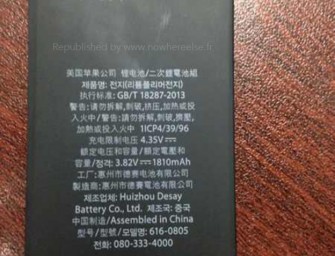 Republished by www.nowhereelse.fr
美国苹果公司 锂电池/二次鋰電池組
제품명: 전지(리튬폴리머전지)
执行标准: GB/T 18287-2013
警告:请勿拆解,刺破,挤压,加热或投
入火中/警告:請勿拆解,刺破,擠壓,
加熱或投入火中 1ICP4/39/96
充电限制电压 4.35V⎓
额定电压和容量/額定電壓和
容量/정격: 3.82V⎓1810mAh
工厂:惠州市德赛电池有限公司
製造商:惠州市德賽電池有限公司
제조업체: Huizhou Desay
Battery Co., Ltd. 제조국: 중국
中国制造/Assembled in China
型号/型號/모델명: 616-0805
전화: 080-333-4000